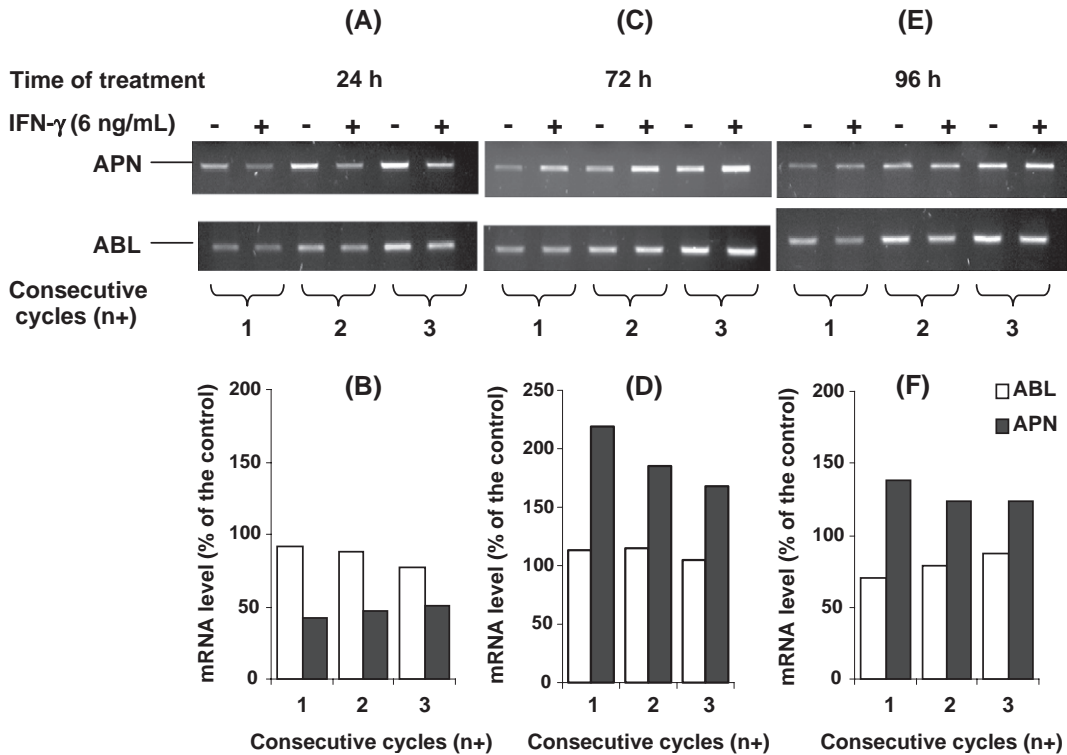 (A) (C) (E)
Time of treatment 24 h 72 h 96 h
IFN-γ (6 ng/mL) - + - + - + - + - + - + - + - + - +
APN
ABL
Consecutive
cycles (n+)
1 2 3 1 2 3 1 2 3
(B)
mRNA level (% of the control)
200
150
100
50
0
1 2 3
Consecutive cycles (n+)
(D)
mRNA level (% of the control)
250
200
150
100
50
0
1 2 3
Consecutive cycles (n+)
(F)
mRNA level (% of the control)
200
150
100
50
0
1 2 3
Consecutive cycles (n+)
ABL
APN